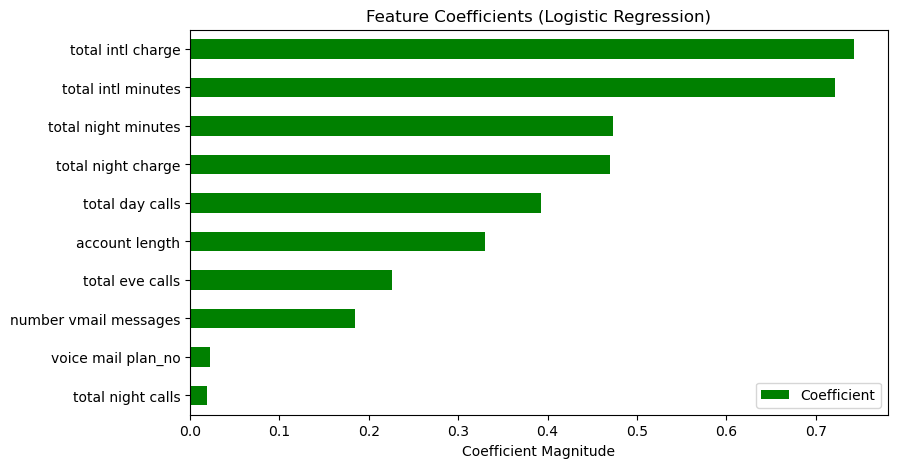 Feature Coefficients (Logistic Regression)
total intl charge
total intl minutes
total night minutes
total night charge
total day calls
account length
total eve calls
number vmail messages
voice mail plan_no
total night calls
Coefficient
0.0 0.1 0.2 0.3 0.4 0.5 0.6 0.7
Coefficient Magnitude